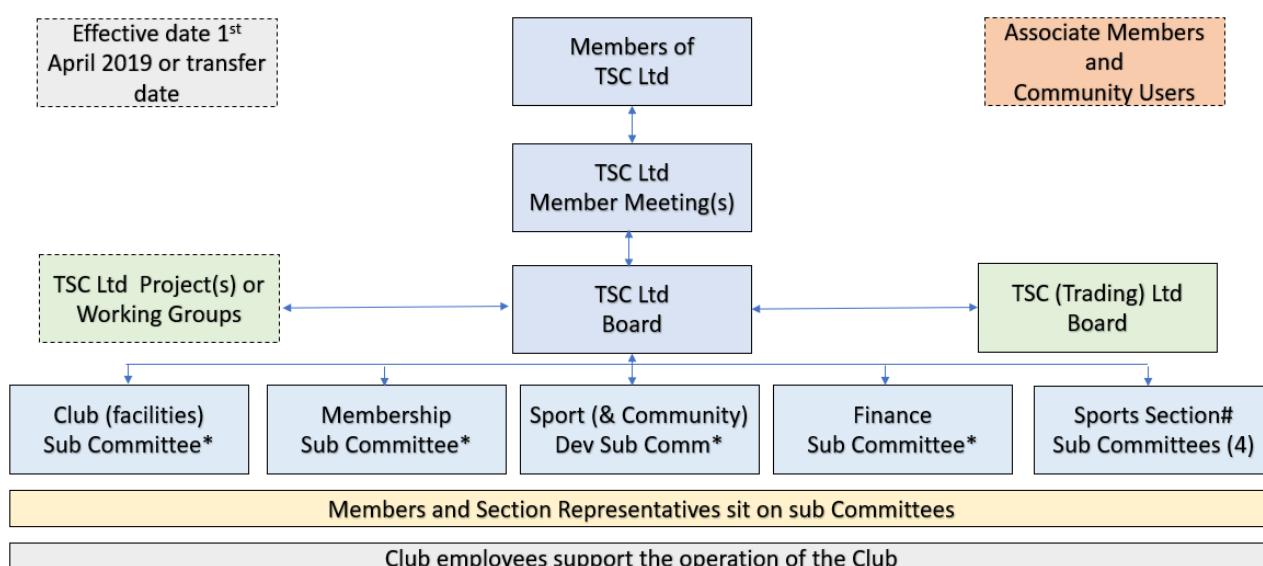 Effective date 1st
April 2019 or transfer
date
Members of
TSC Ltd
Associate Members
and
Community Users
TSC Ltd
Member Meeting(s)
TSC Ltd Project(s) or
Working Groups
TSC Ltd
Board
TSC (Trading) Ltd
Board
Club (facilities)
Sub Committee*
Membership
Sub Committee*
Sport (& Community)
Dev Sub Comm*
Finance
Sub Committee*
Sports Section#
Sub Committees (4)
Members and Section Representatives sit on sub Committees
Club employees support the operation of the Club